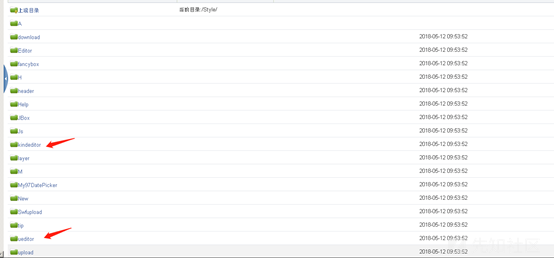 上级目录 当前目录:/Style/
A
download 2018-05-12 09:53:52
Editor 2018-05-12 09:53:52
fancybox 2018-05-12 09:53:52
H 2018-05-12 09:53:52
header 2018-05-12 09:53:52
Help 2018-05-12 09:53:52
JBox 2018-05-12 09:53:52
Js 2018-05-12 09:53:52
kindeditor 2018-05-12 09:53:52
layer 2018-05-12 09:53:52
M 2018-05-12 09:53:52
My97DatePicker 2018-05-12 09:53:52
New 2018-05-12 09:53:52
Swfupload 2018-05-12 09:53:52
tip 2018-05-12 09:53:52
ueditor 2018-05-12 09:53:52
upload 2018-05-12 09:53:52